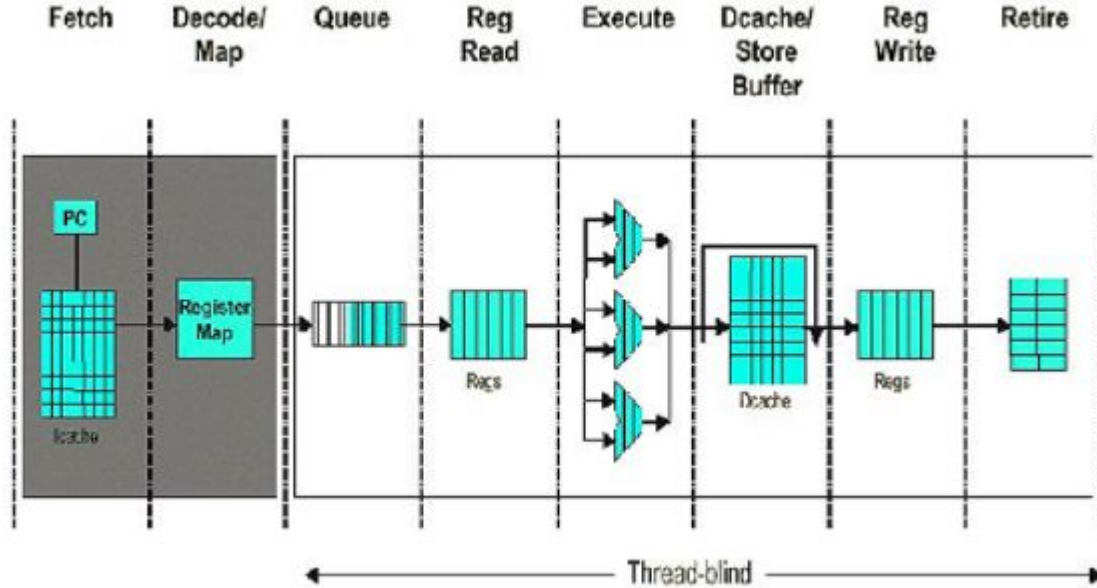 Fetch
Decode/
Map
Queue
Reg
Read
Execute
Dcache/
Store
Buffer
Reg
Write
Retire
PC
Register
Map
Icache
Regs
Dcache
Regs
Thread-blind